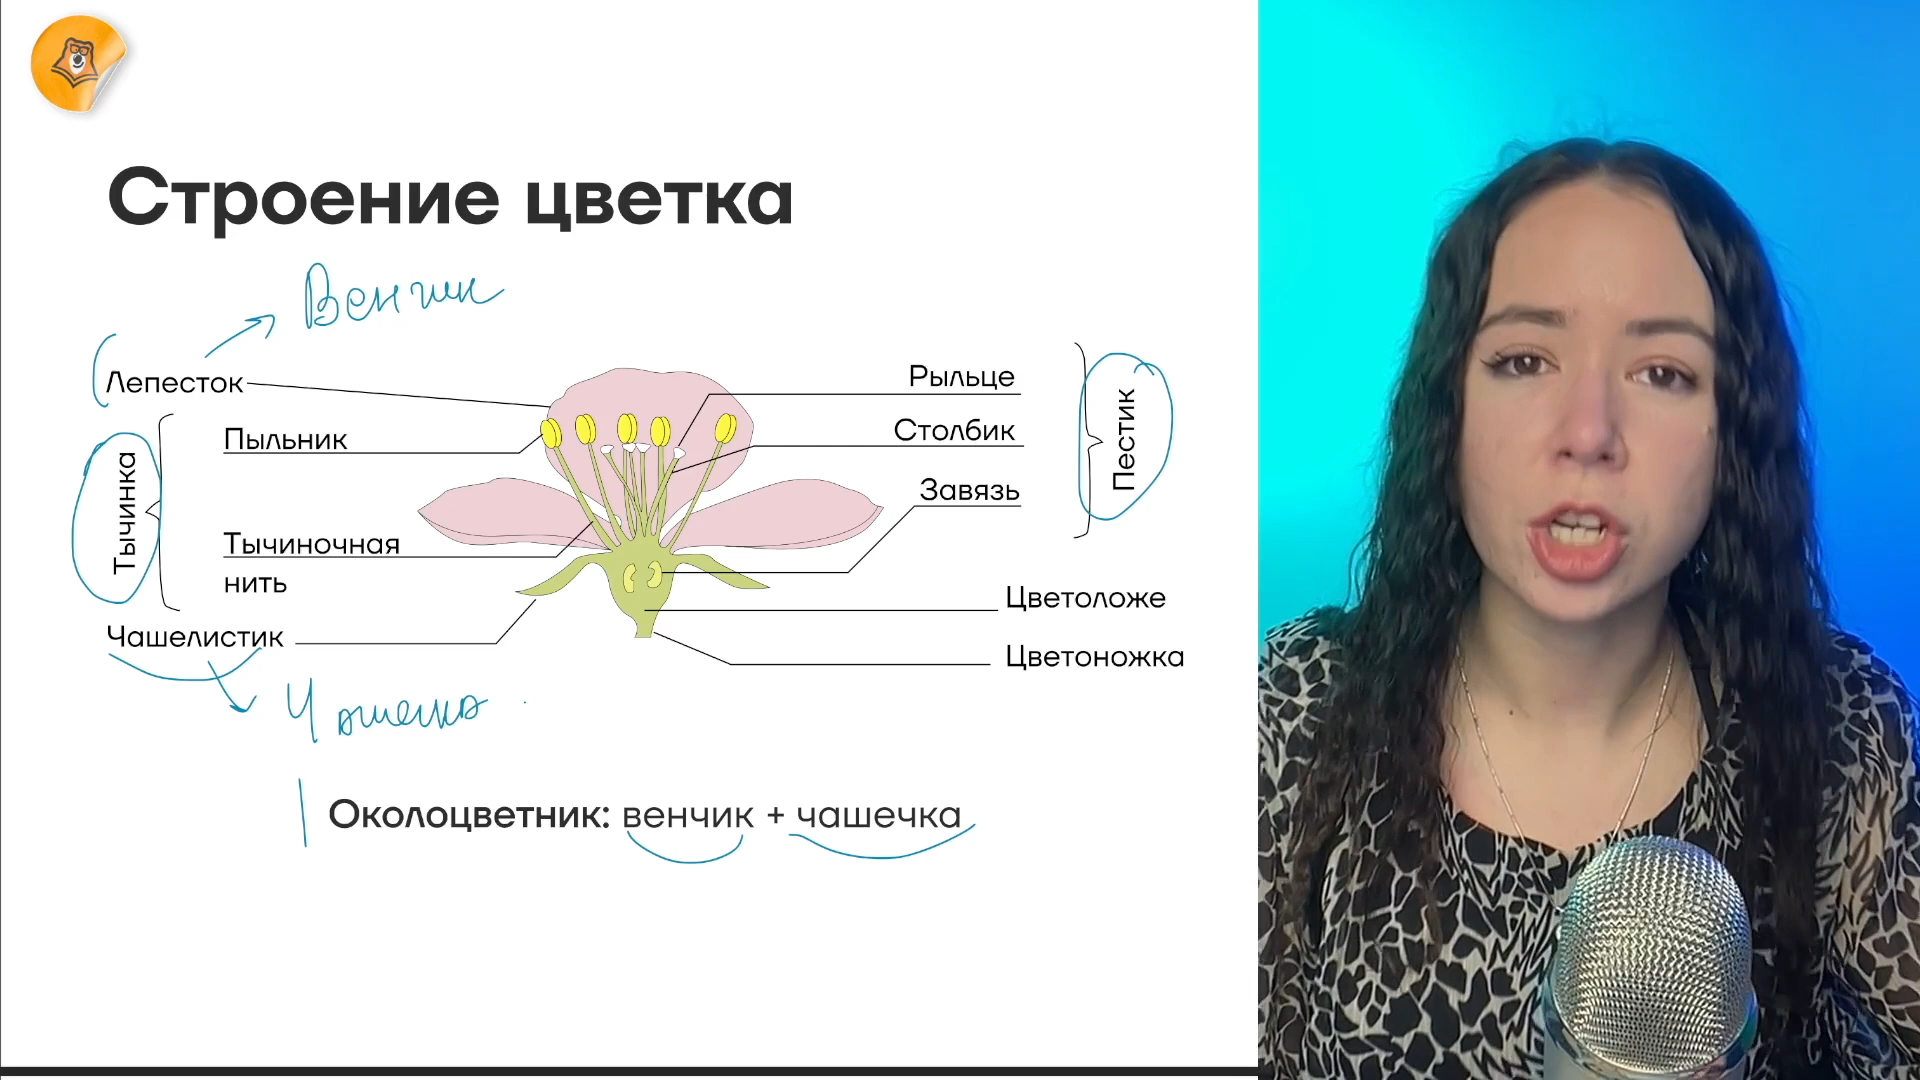 Строение цветка
Венчик
Лепесток
Пыльник
Тычинка
Тычиночная
нить
Чашелистик
Рыльце
Столбик
Завязь
Пестик
Цветоложе
Цветоножка
Чашечка
Околоцветник: венчик + чашечка